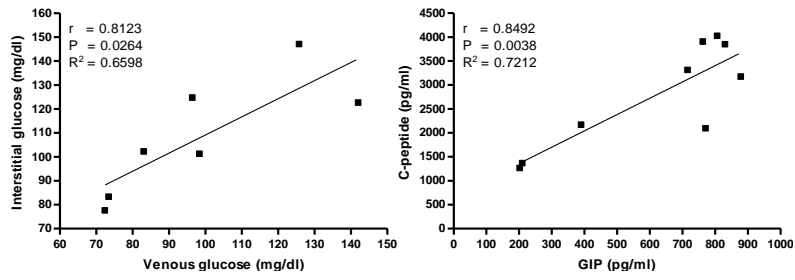 r = 0.8123
P = 0.0264
R² = 0.6598
Interstitial glucose (mg/dl)
160
150
140
130
120
110
100
90
80
70
60 70 80 90 100 110 120 130 140 150
Venous glucose (mg/dl)
r = 0.8492
P = 0.0038
R² = 0.7212
C-peptide (pg/ml)
4500
4000
3500
3000
2500
2000
1500
1000
500
0
0 100 200 300 400 500 600 700 800 900 1000
GIP (pg/ml)